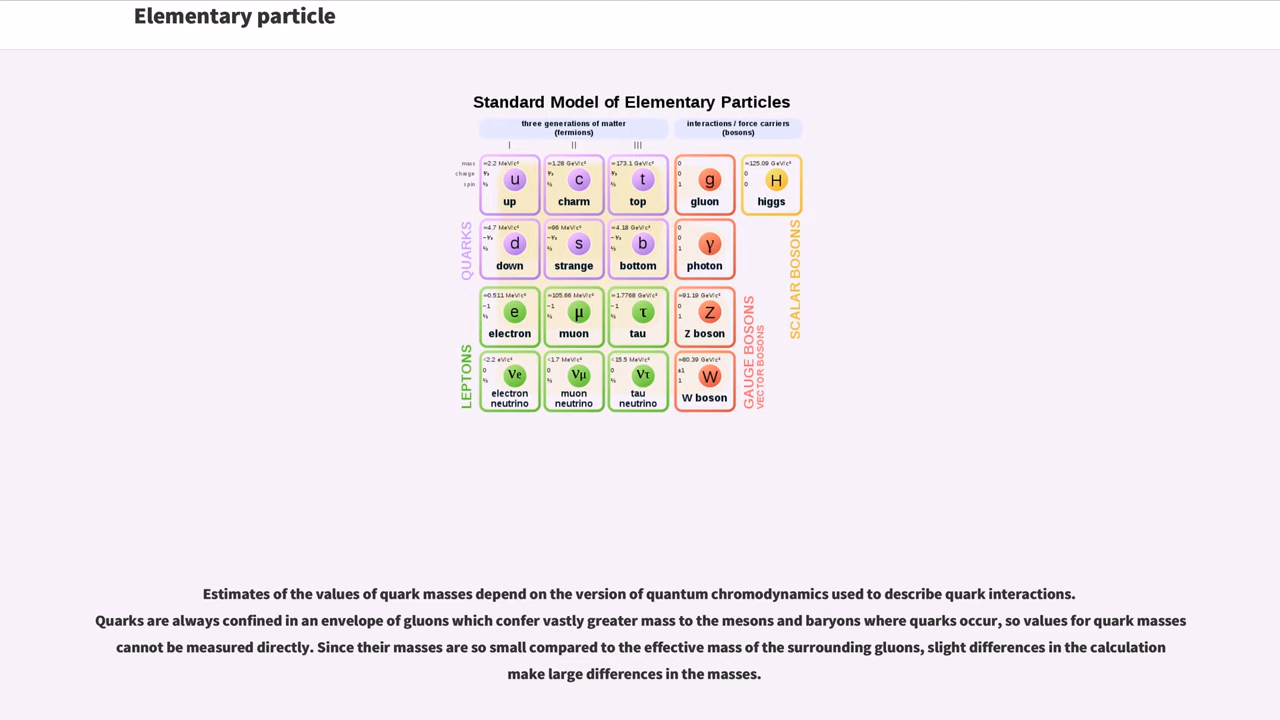 Elementary particle
Standard Model of Elementary Particles
three generations of matter
(fermions)
interactions / force carriers
(bosons)
I II III
mass
charge
spin
≈2.2 MeV/c²
⅔
½
u
up
≈1.28 GeV/c²
⅔
½
c
charm
≈173.1 GeV/c²
⅔
½
t
top
0
0
1
g
gluon
≈125.09 GeV/c²
0
0
H
higgs
QUARKS
≈4.7 MeV/c²
−⅓
½
d
down
≈96 MeV/c²
−⅓
½
s
strange
≈4.18 GeV/c²
−⅓
½
b
bottom
0
0
1
γ
photon
SCALAR BOSONS
≈0.511 MeV/c²
−1
½
e
electron
≈105.66 MeV/c²
−1
½
μ
muon
≈1.7768 GeV/c²
−1
½
τ
tau
≈91.19 GeV/c²
0
1
Z
Z boson
GAUGE BOSONS
VECTOR BOSONS
LEPTONS
<2.2 eV/c²
0
½
νe
electron
neutrino
<1.7 MeV/c²
0
½
νμ
muon
neutrino
<15.5 MeV/c²
0
½
ντ
tau
neutrino
≈80.39 GeV/c²
±1
1
W
W boson
Estimates of the values of quark masses depend on the version of quantum chromodynamics used to describe quark interactions.
Quarks are always confined in an envelope of gluons which confer vastly greater mass to the mesons and baryons where quarks occur, so values for quark masses
cannot be measured directly. Since their masses are so small compared to the effective mass of the surrounding gluons, slight differences in the calculation
make large differences in the masses.